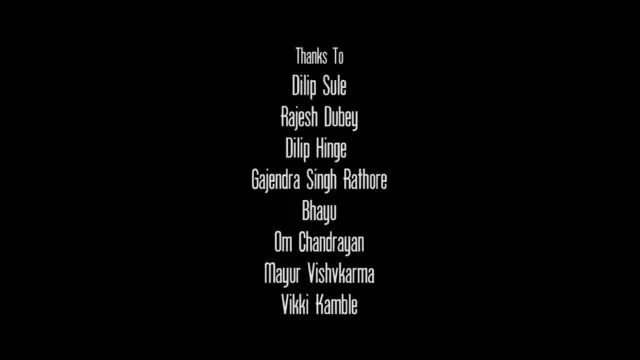 Thanks To
Dilip Sule
Rajesh Dubey
Dilip Hinge
Gajendra Singh Rathore
Bhayu
Om Chandrayan
Mayur Vishvkarma
Vikki Kamble